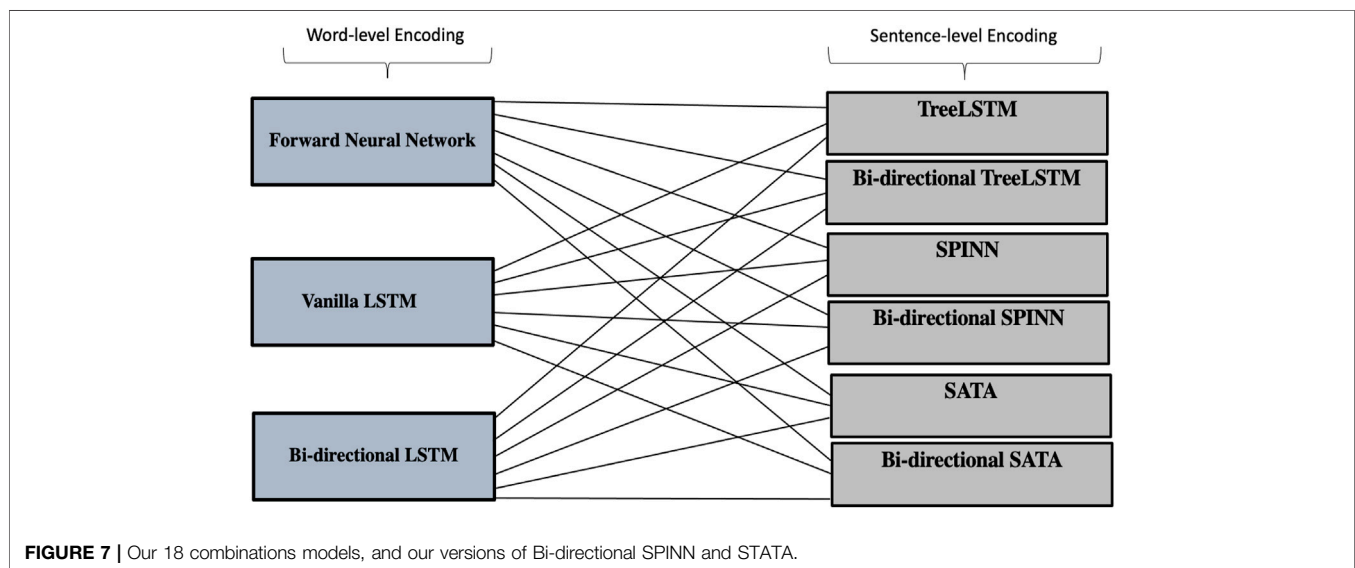 Word-level Encoding
Sentence-level Encoding
Forward Neural Network
Vanilla LSTM
Bi-directional LSTM
TreeLSTM
Bi-directional TreeLSTM
SPINN
Bi-directional SPINN
SATA
Bi-directional SATA
FIGURE 7 | Our 18 combinations models, and our versions of Bi-directional SPINN and STATA.